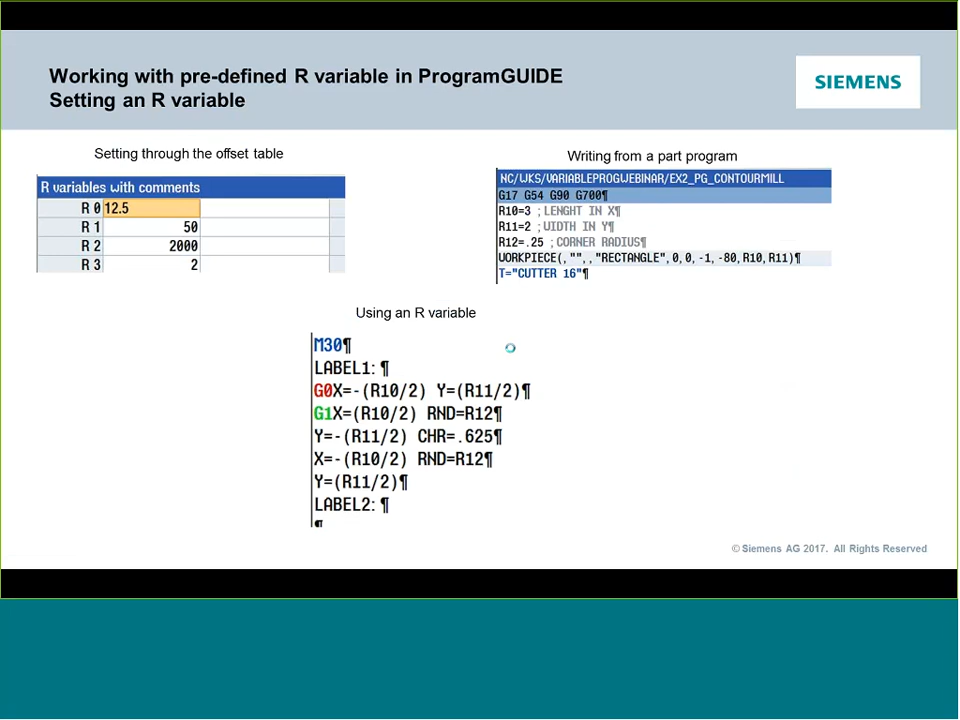 Working with pre-defined R variable in ProgramGUIDE
Setting an R variable
SIEMENS
Setting through the offset table
R variables with comments
R 0 12.5
R 1 50
R 2 2000
R 3 2
Writing from a part program
NC/WKS/VARIABLEPROGWEBINAR/EX2_PG_CONTOURMILL
G17 G54 G90 G700¶
R10=3 ;LENGHT IN X¶
R11=2 ;UIDTH IN Y¶
R12=.25 ;CORNER RADIUS¶
WORKPIECE(,"",,"RECTANGLE",0,0,-1,-80,R10,R11)¶
T="CUTTER 16"¶
Using an R variable
M30¶
LABEL1: ¶
G0X=-(R10/2) Y=(R11/2)¶
G1X=(R10/2) RND=R12¶
Y=-(R11/2) CHR=.625¶
X=-(R10/2) RND=R12¶
Y=(R11/2)¶
LABEL2: ¶
¶
© Siemens AG 2017. All Rights Reserved